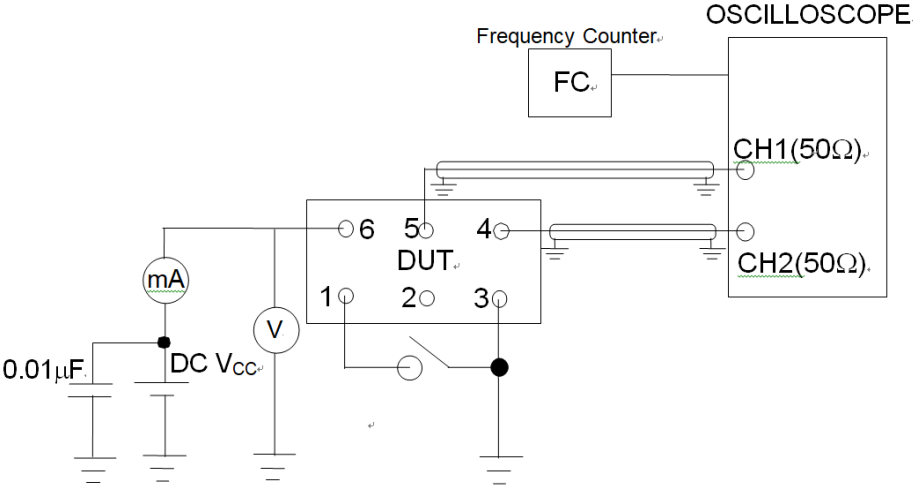 OSCILLOSCOPE
Frequency Counter
FC
CH1(50Ω)
6 5 4
DUT
CH2(50Ω)
mA
1 2 3
V
0.01μF
DC VCC